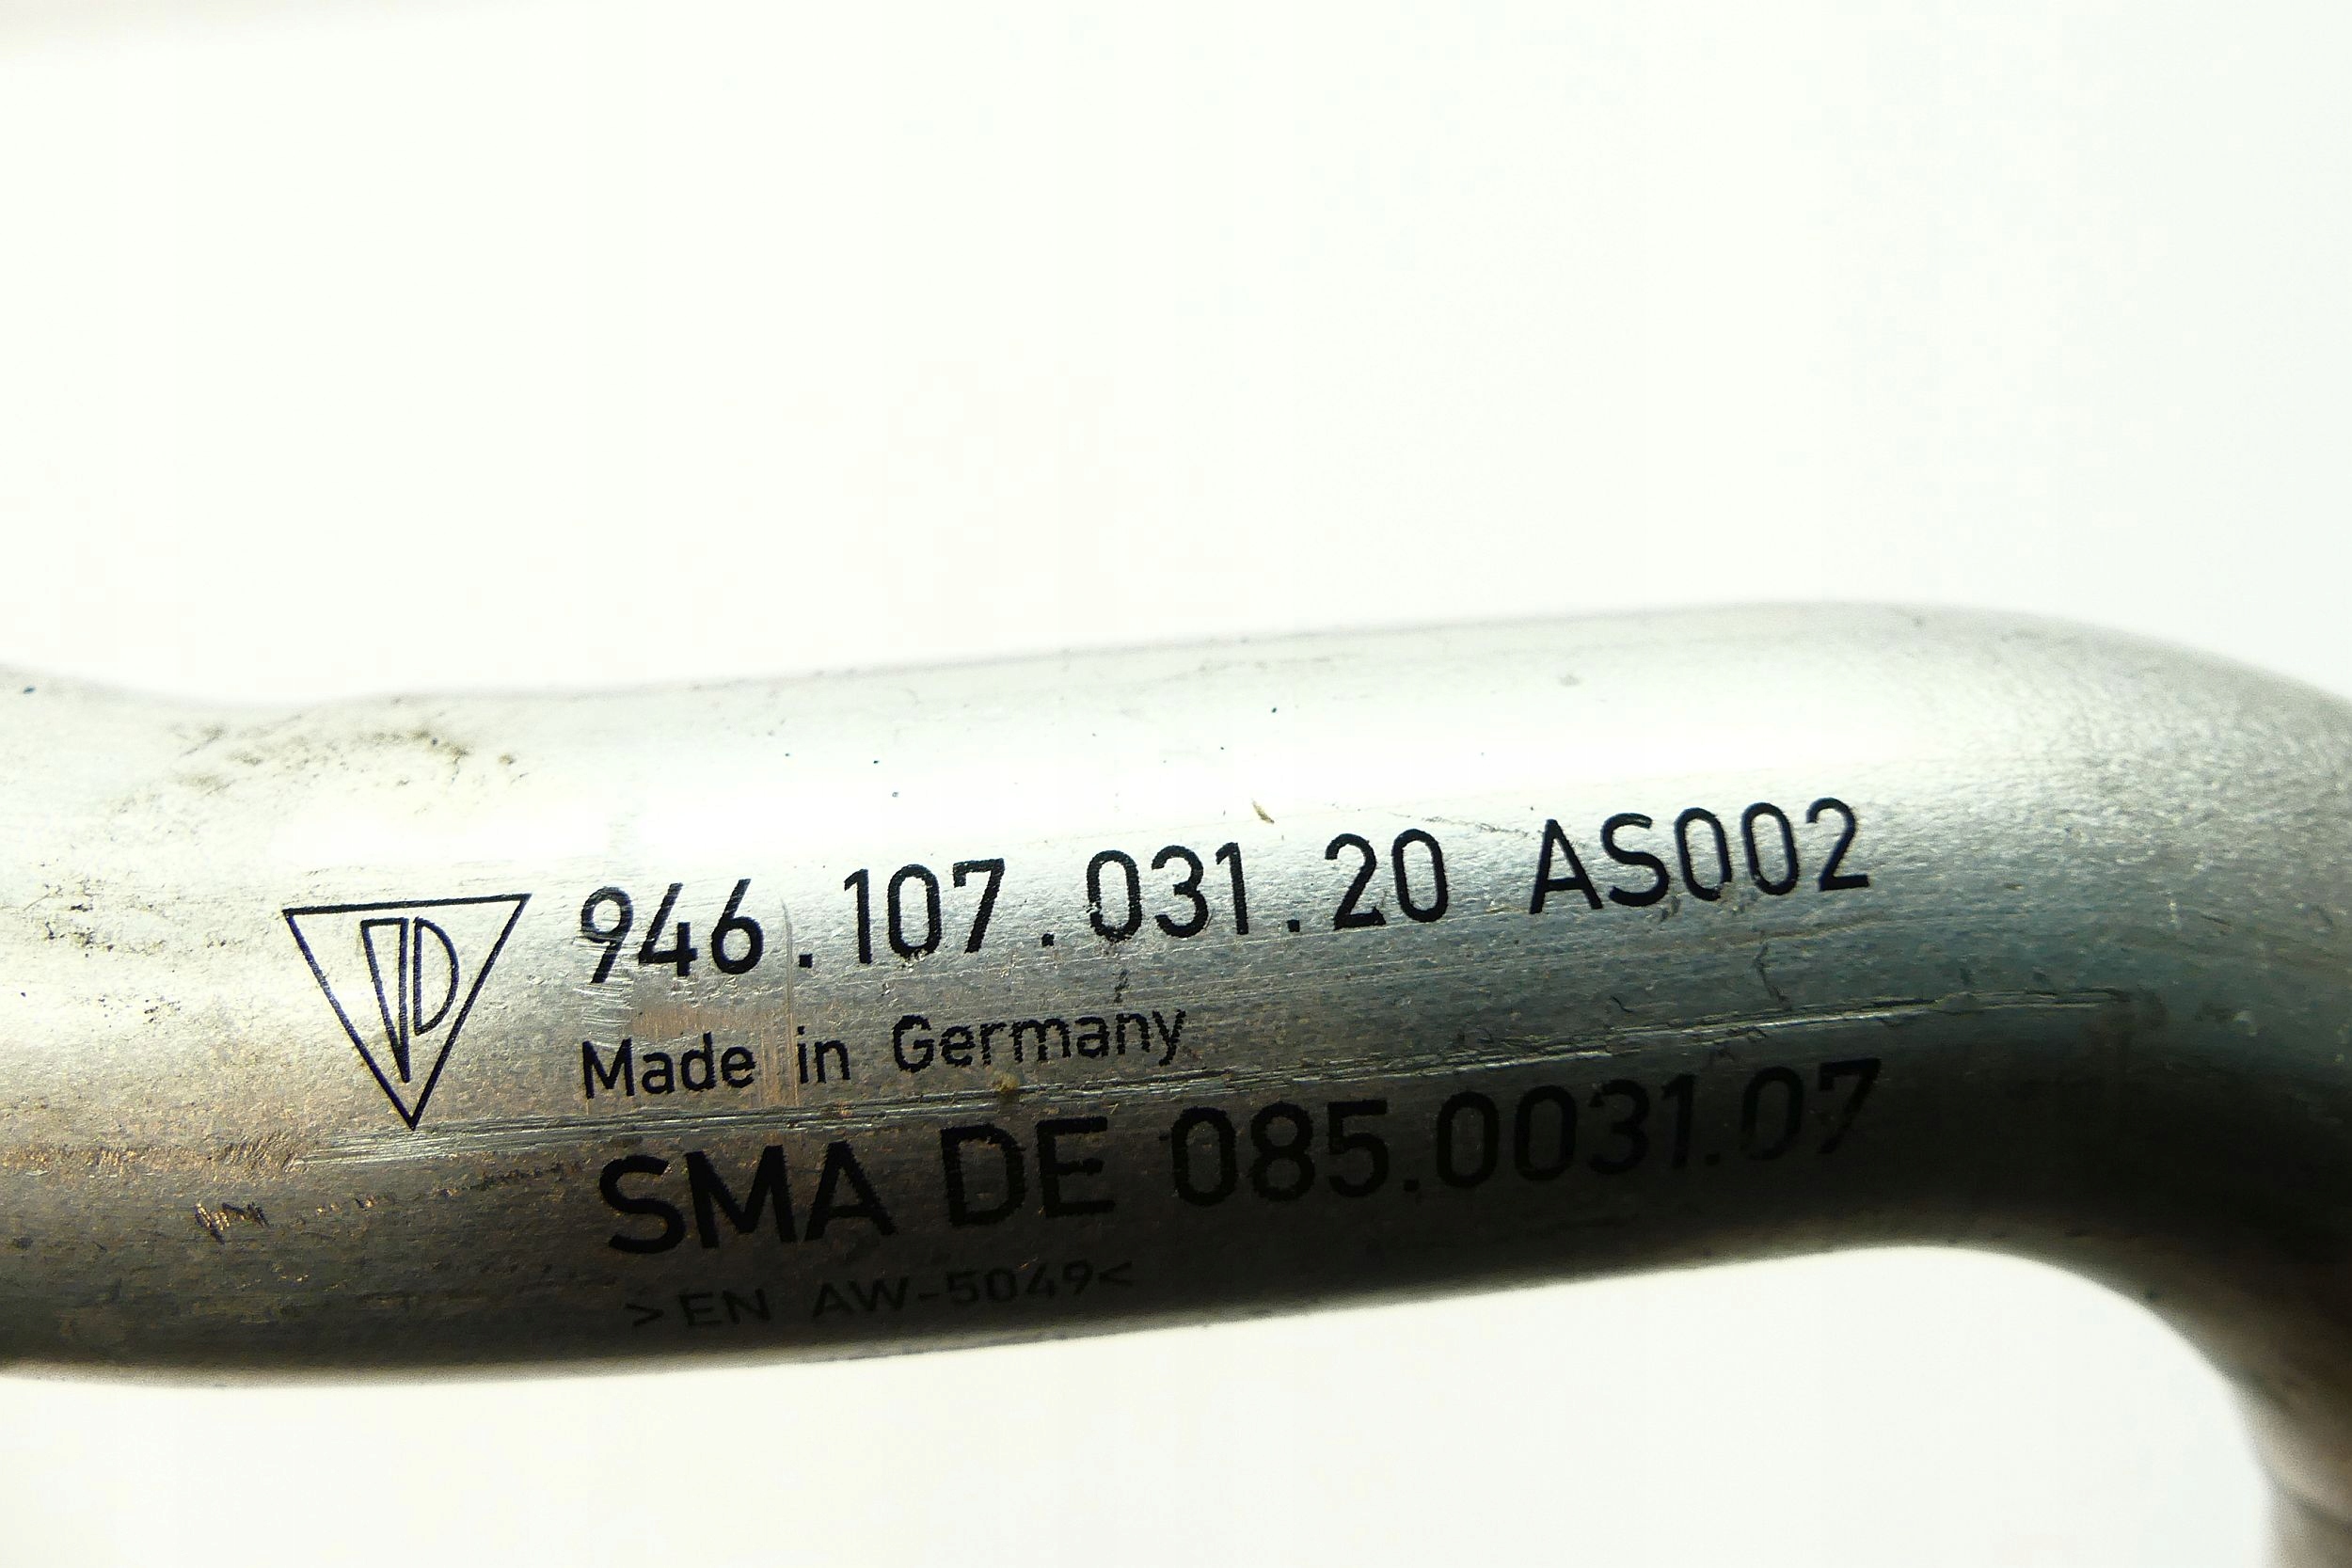 946.107.031.20 AS002
Made in Germany
SMA DE 085.0031.07
>EN AW-5049<